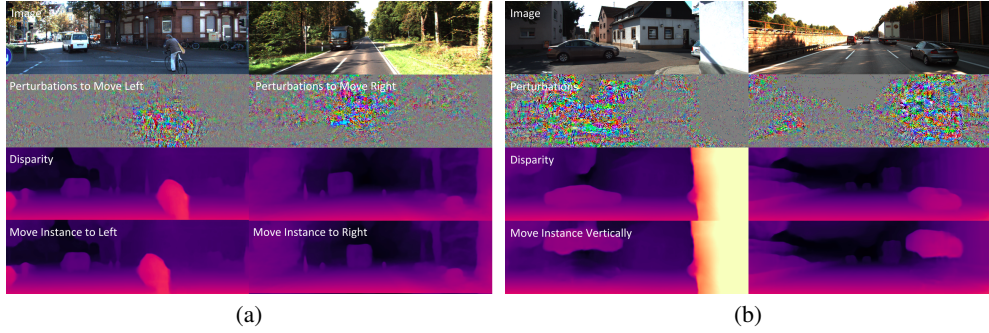 Image
Perturbations to Move Left
Perturbations to Move Right
Disparity
Move Instance to Left
Move Instance to Right
(a)
Image
Perturbations
Disparity
Move Instance Vertically
(b)